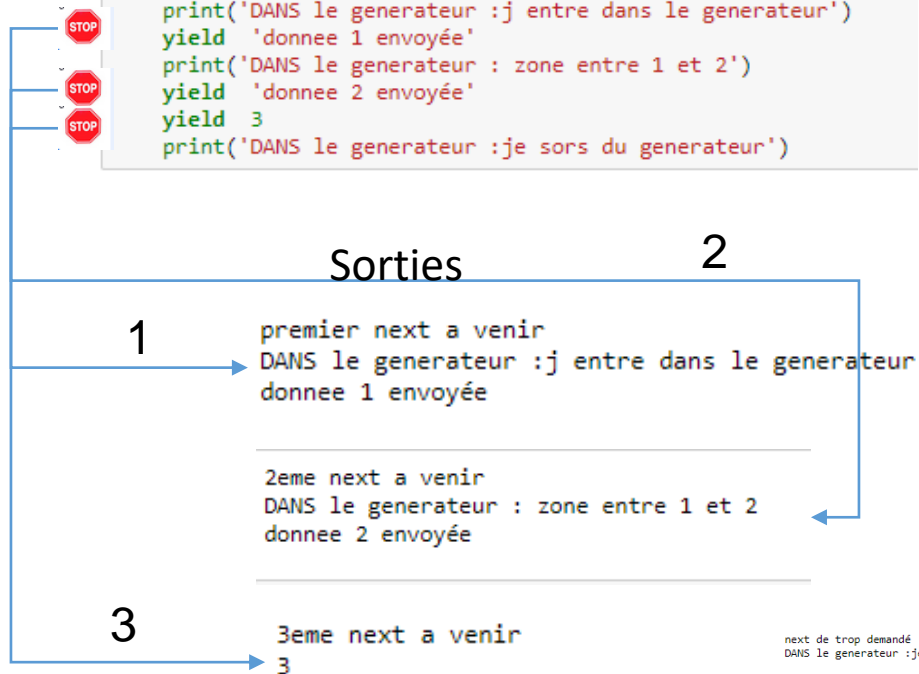 print('DANS le generateur :j entre dans le generateur')
STOP
yield 'donnee 1 envoyée'
print('DANS le generateur : zone entre 1 et 2')
STOP
yield 'donnee 2 envoyée'
STOP
yield 3
print('DANS le generateur :je sors du generateur')
Sorties
2
1
premier next a venir
DANS le generateur :j entre dans le generateur
donnee 1 envoyée
2eme next a venir
DANS le generateur : zone entre 1 et 2
donnee 2 envoyée
3
3eme next a venir
3
next de trop demandé
DANS le generateur :je